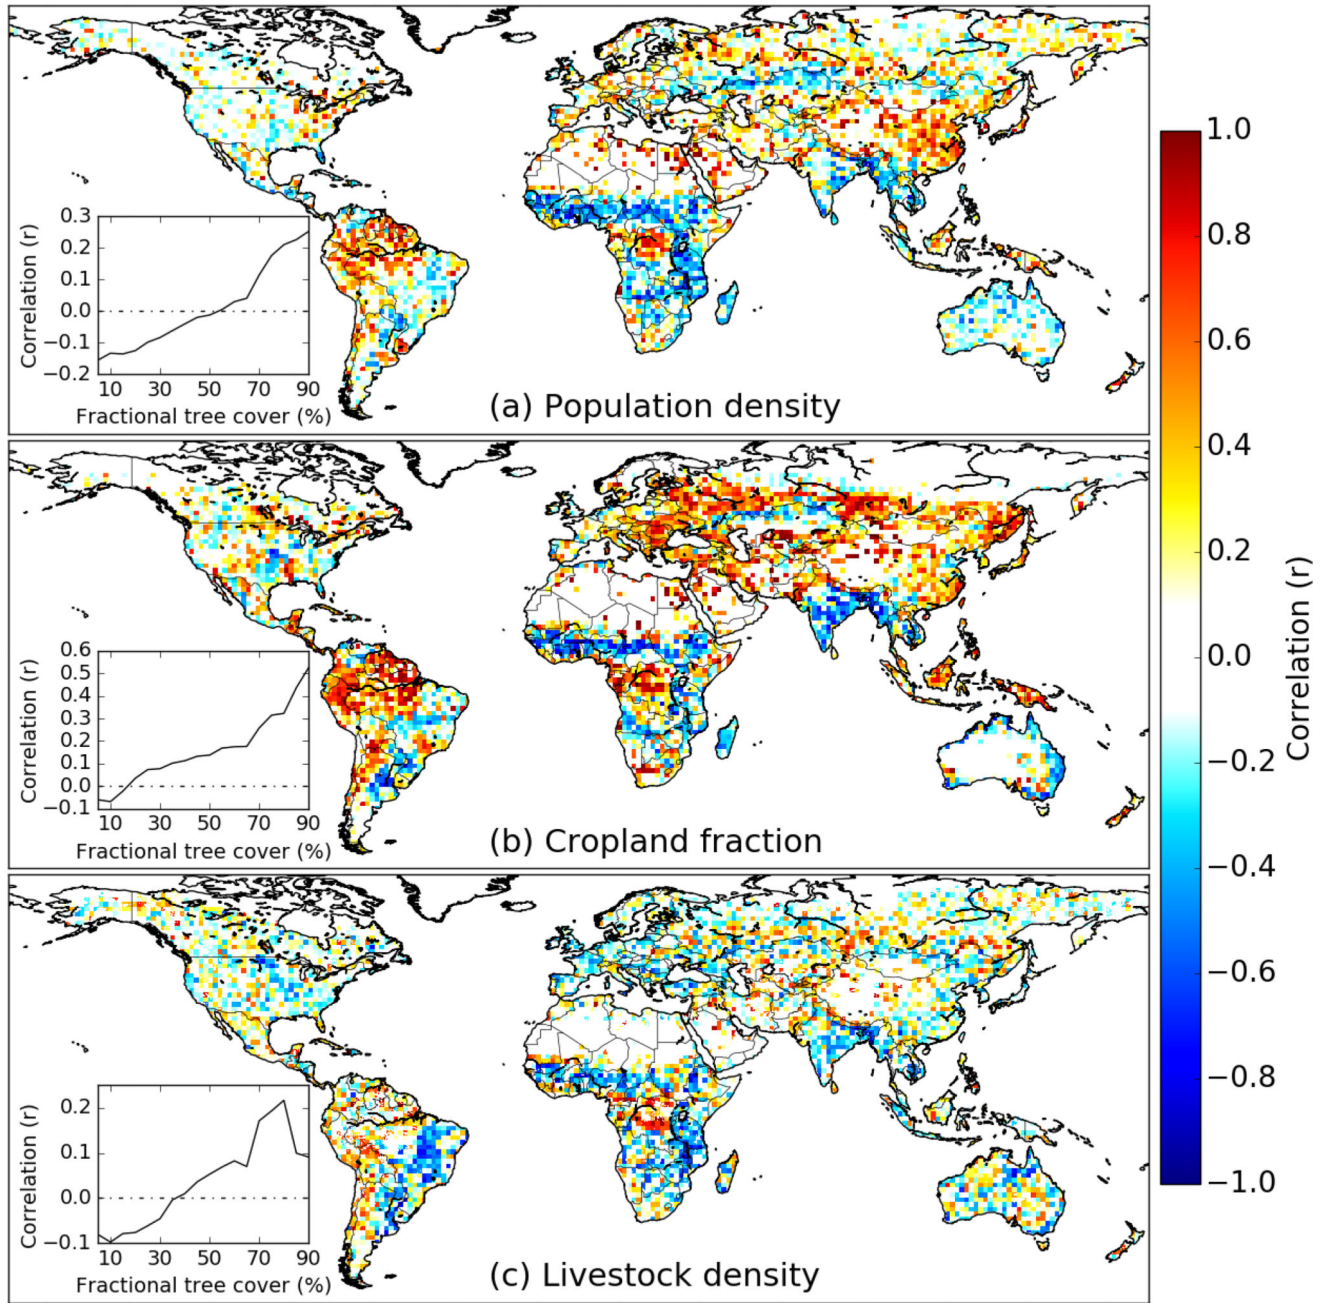 0.3
0.2
0.1
0.0
−0.1
−0.2
Correlation (r)
10 30 50 70 90
Fractional tree cover (%)
(a) Population density
0.6
0.5
0.4
0.3
0.2
0.1
0.0
−0.1
Correlation (r)
10 30 50 70 90
Fractional tree cover (%)
(b) Cropland fraction
0.2
0.1
0.0
−0.1
Correlation (r)
10 30 50 70 90
Fractional tree cover (%)
(c) Livestock density
1.0
0.8
0.6
0.4
0.2
0.0
−0.2
−0.4
−0.6
−0.8
−1.0
Correlation (r)